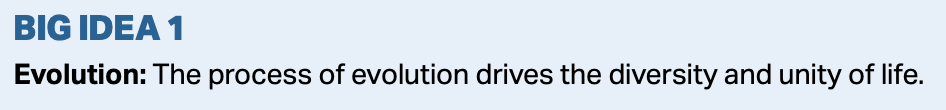 BIG IDEA 1
Evolution: The process of evolution drives the diversity and unity of life.